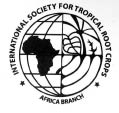 INTERNATIONAL SOCIETY FOR TROPICAL ROOT CROPS
AFRICA BRANCH